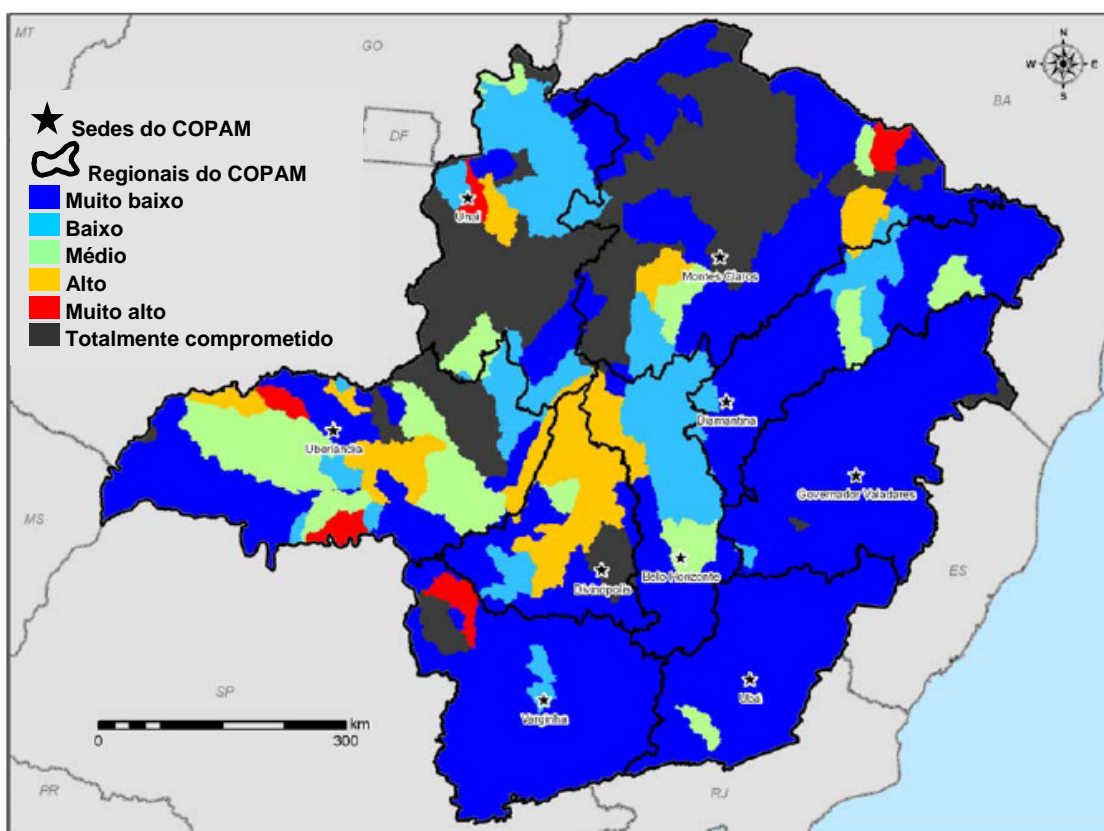 MT
GO
N
W E
S
BA
DF
Sedes do COPAM
Regionais do COPAM
Muito baixo
Baixo
Médio
Alto
Muito alto
Totalmente comprometido
Unaí
Montes Claros
Diamantina
Uberlândia
Governador Valadares
MS
Belo Horizonte
Divinópolis
ES
SP
Ubá
Varginha
km
0 300
PR
RJ